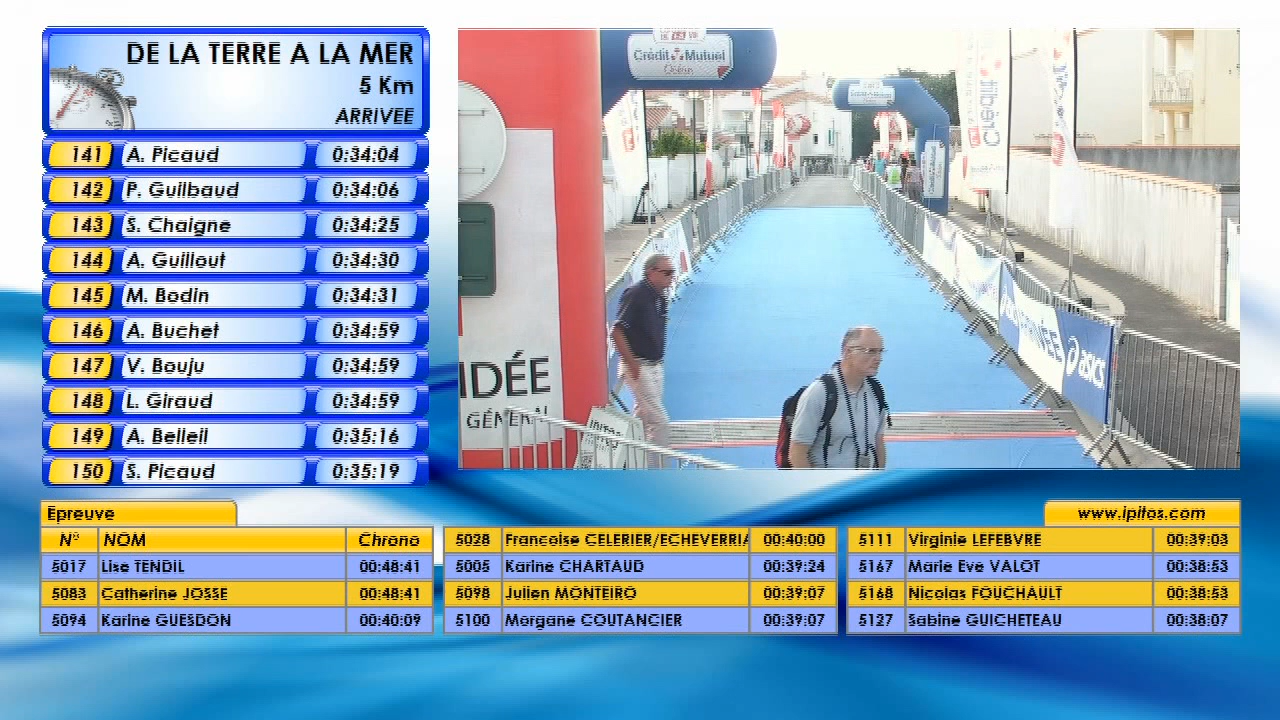 DE LA TERRE A LA MER
5 Km
ARRIVEE
141 A. Picaud 0:34:04
142 P. Guilbaud 0:34:06
143 S. Chaigne 0:34:25
144 A. Guillout 0:34:30
145 M. Bodin 0:34:31
146 A. Buchet 0:34:59
147 V. Bouju 0:34:59
148 L. Giraud 0:34:59
149 A. Belleil 0:35:16
150 S. Picaud 0:35:19
Crédit Mutuel
Océan
Crédit
IDÉE
GÉNÉRAL
asics
Epreuve
www.ipitos.com
N° NOM Chrono
5017 Lise TENDIL 00:48:41
5083 Catherine JOSSE 00:48:41
5094 Karine GUESDON 00:40:09
5028 Francoise CELERIER/ECHEVERRIA 00:40:00
5005 Karine CHARTAUD 00:39:24
5098 Julien MONTEIRO 00:39:07
5100 Morgane COUTANCIER 00:39:07
5111 Virginie LEFEBVRE 00:39:03
5167 Marie Eve VALOT 00:38:53
5168 Nicolas FOUCHAULT 00:38:53
5127 Sabine GUICHETEAU 00:38:07